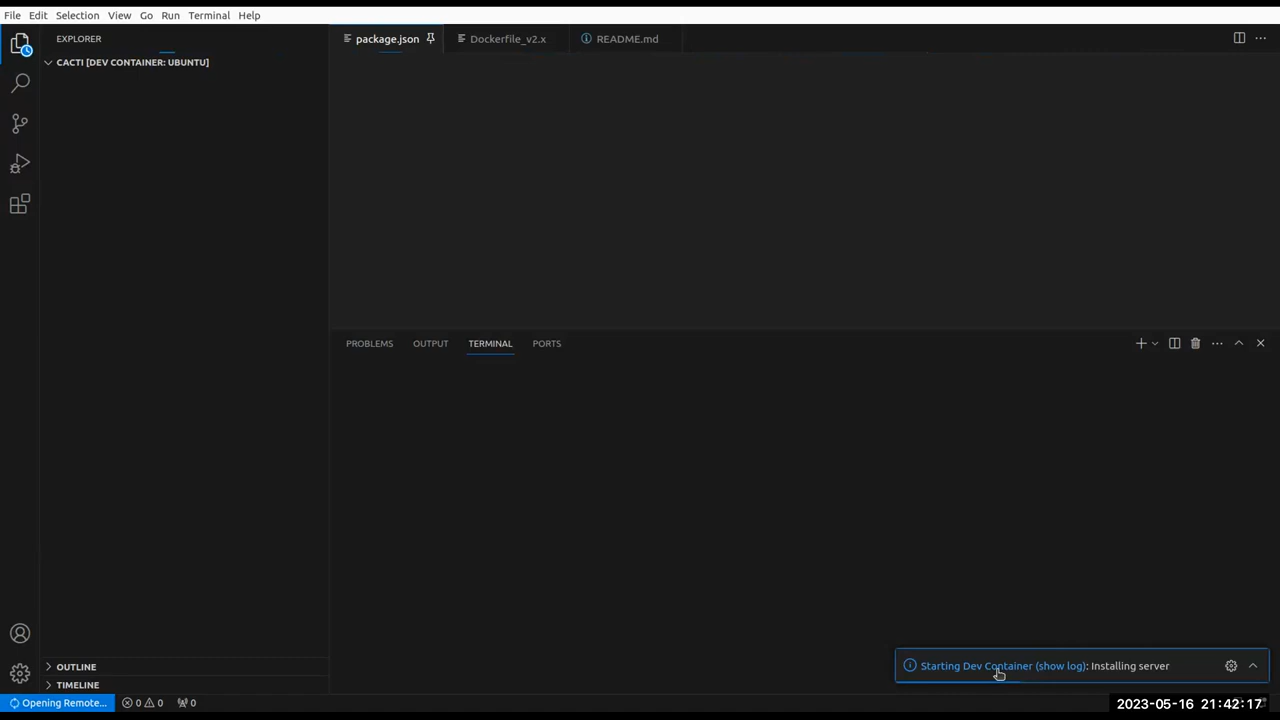 File Edit Selection View Go Run Terminal Help
EXPLORER
package.json Dockerfile_v2.x README.md
CACTI [DEV CONTAINER: UBUNTU]
PROBLEMS OUTPUT TERMINAL PORTS
Starting Dev Container (show log): Installing server
OUTLINE
TIMELINE
Opening Remote... 0 0 0
2023-05-16 21:42:17